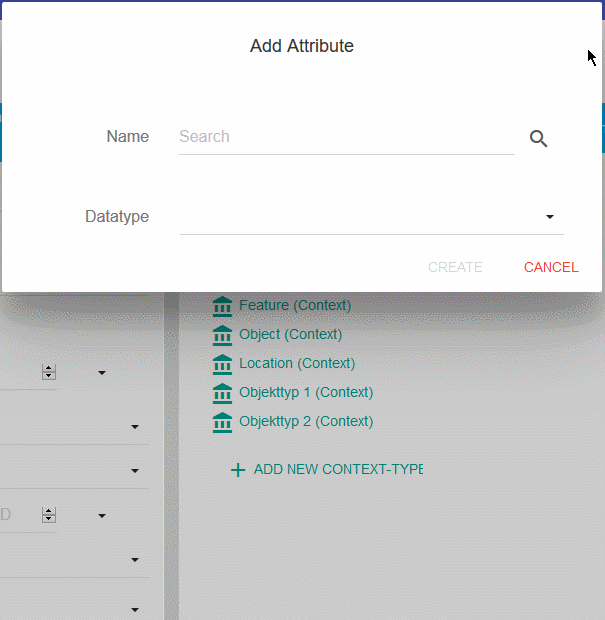 Add Attribute
Name Search
Datatype
CREATE CANCEL
Feature (Context)
Object (Context)
Location (Context)
Objekttyp 1 (Context)
Objekttyp 2 (Context)
ADD NEW CONTEXT-TYPE
D